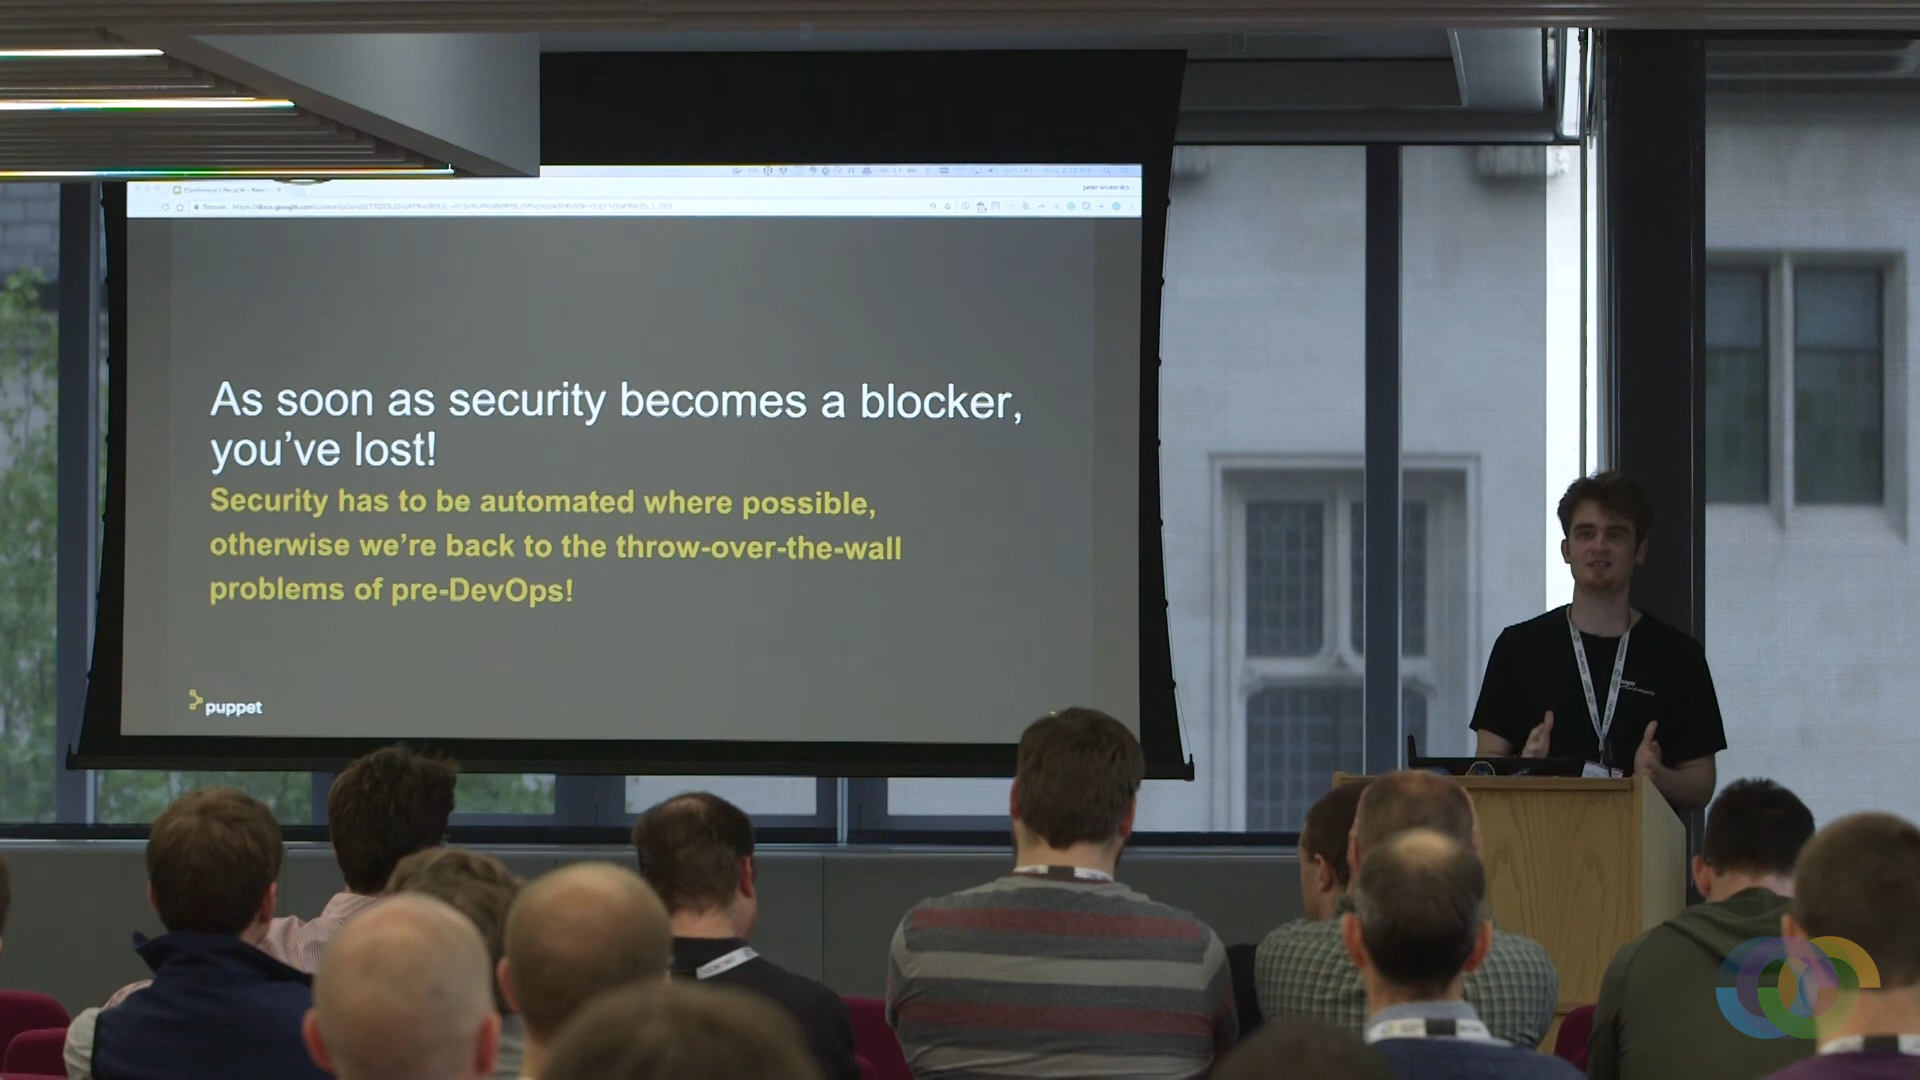 As soon as security becomes a blocker,
you've lost!
Security has to be automated where possible,
otherwise we're back to the throw-over-the-wall
problems of pre-DevOps!
puppet